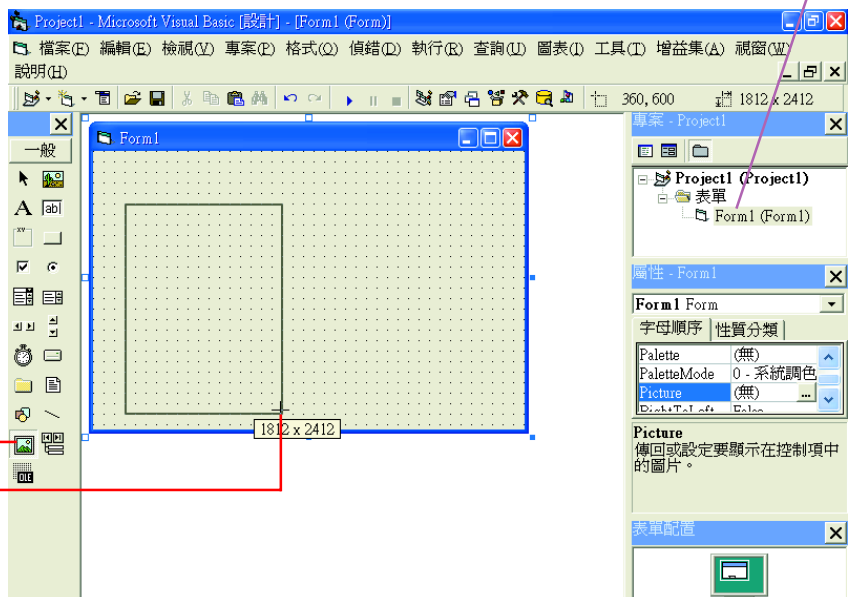 Project1 - Microsoft Visual Basic [設計] - [Form1 (Form)]
檔案(F) 編輯(E) 檢視(V) 專案(P) 格式(O) 偵錯(D) 執行(R) 查詢(U) 圖表(I) 工具(T) 增益集(A) 視窗(W)
說明(H)
360, 600 1812 x 2412
一般
A ab
xy
OLE
Form1
1812 x 2412
專案 - Project1
Project1 (Project1)
表單
Form1 (Form1)
屬性 - Form1
Form1 Form
字母順序 性質分類
Palette (無)
PaletteMode 0 - 系統調色
Picture (無) ...
RightToLeft False
Picture
傳回或設定要顯示在控制項中
的圖片。
表單配置